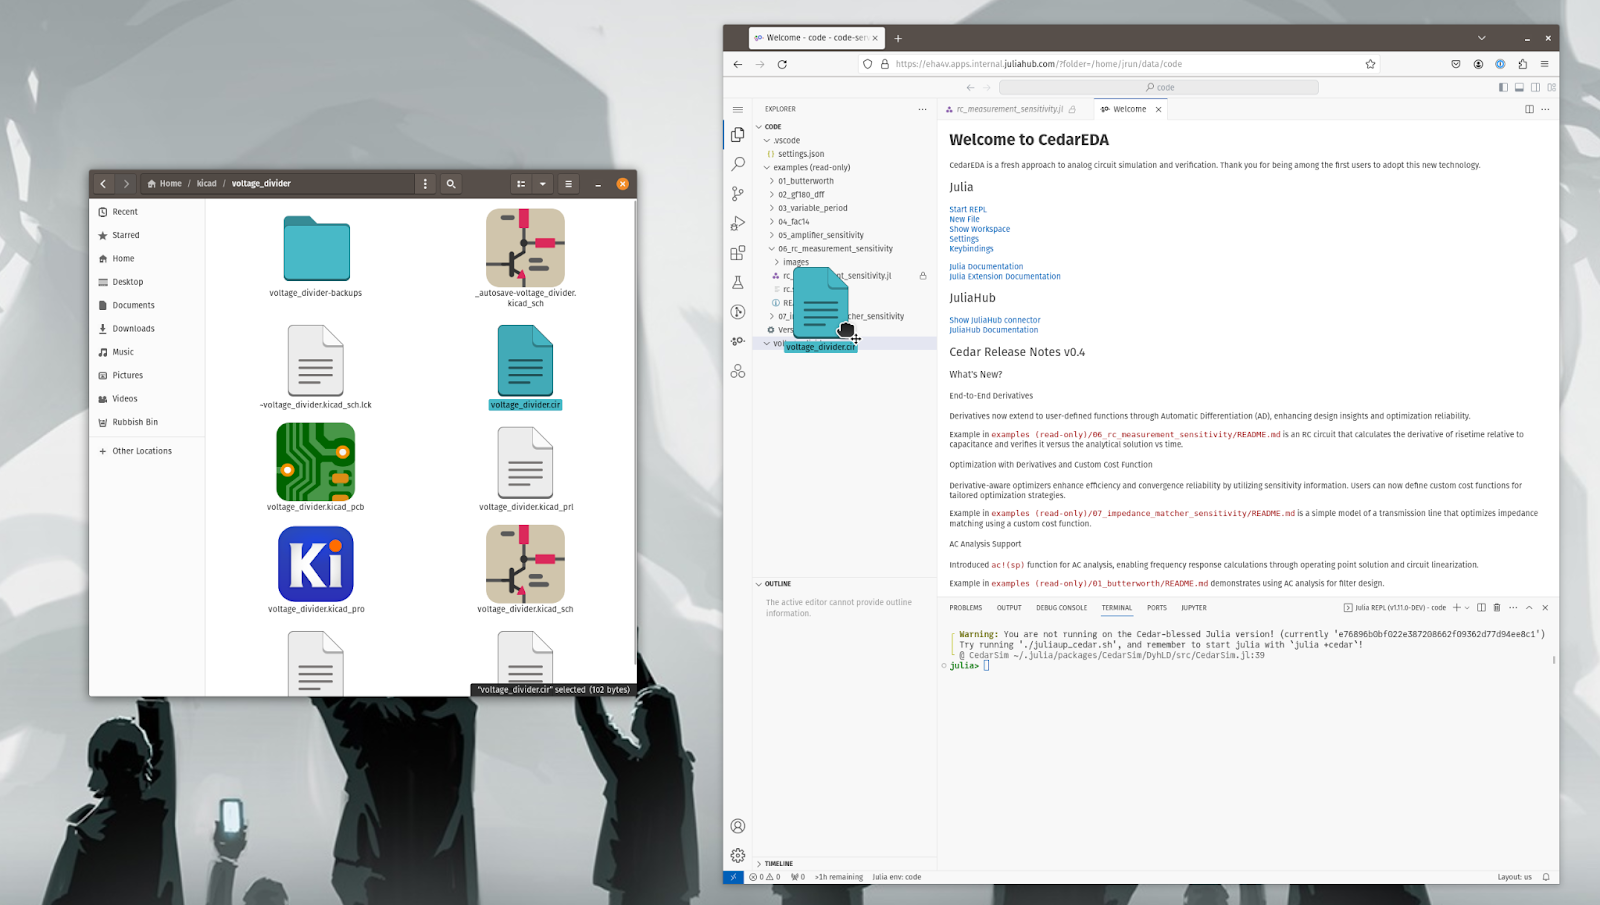 Home / kicad / voltage_divider
Recent
Starred
Home
Desktop
Documents
Downloads
Music
Pictures
Videos
Rubbish Bin
Other Locations
voltage_divider-backups
_autosave-voltage_divider.
kicad_sch
~voltage_divider.kicad_sch.lck
voltage_divider.cir
voltage_divider.kicad_pcb
voltage_divider.kicad_prl
Ki
voltage_divider.kicad_pro
voltage_divider.kicad_sch
"voltage_divider.cir" selected (102 bytes)
Welcome - code - code-ser
https://eha4v.apps.internal.juliahub.com/?folder=/home/jrun/data/code
code
EXPLORER
CODE
.vscode
settings.json
examples (read-only)
01_butterworth
02_gf180_dff
03_variable_period
04_fac14
05_amplifier_sensitivity
06_rc_measurement_sensitivity
images
voltage_divider.cir
OUTLINE
The active editor cannot provide outline
information.
TIMELINE
rc_measurement_sensitivity.jl
Welcome
Welcome to CedarEDA
CedarEDA is a fresh approach to analog circuit simulation and verification. Thank you for being among the first users to adopt this new technology.
Julia
Start REPL
New File
Show Workspace
Settings
Keybindings
Julia Documentation
Julia Extension Documentation
JuliaHub
Show JuliaHub connector
JuliaHub Documentation
Cedar Release Notes v0.4
What's New?
End-to-End Derivatives
Derivatives now extend to user-defined functions through Automatic Differentiation (AD), enhancing design insights and optimization reliability.
Example in examples (read-only)/06_rc_measurement_sensitivity/README.md is an RC circuit that calculates the derivative of risetime relative to
capacitance and verifies it versus the analytical solution vs time.
Optimization with Derivatives and Custom Cost Function
Derivative-aware optimizers enhance efficiency and convergence reliability by utilizing sensitivity information. Users can now define custom cost functions for
tailored optimization strategies.
Example in examples (read-only)/07_impedance_matcher_sensitivity/README.md is a simple model of a transmission line that optimizes impedance
matching using a custom cost function.
AC Analysis Support
Introduced ac!(sp) function for AC analysis, enabling frequency response calculations through operating point solution and circuit linearization.
Example in examples (read-only)/01_butterworth/README.md demonstrates using AC analysis for filter design.
PROBLEMS OUTPUT DEBUG CONSOLE TERMINAL PORTS JUPYTER
Julia REPL (v1.11.0-DEV) - code
Warning: You are not running on the Cedar-blessed Julia version! (currently 'e76896b0bf022e387208662f09362d77d94ee8c1')
Try running './juliaup_cedar.sh', and remember to start julia with `julia +cedar`!
@ CedarSim ~/.julia/packages/CedarSim/DyhLD/src/CedarSim.jl:39
julia>
0 0 0 >1h remaining Julia env: code
Layout: us